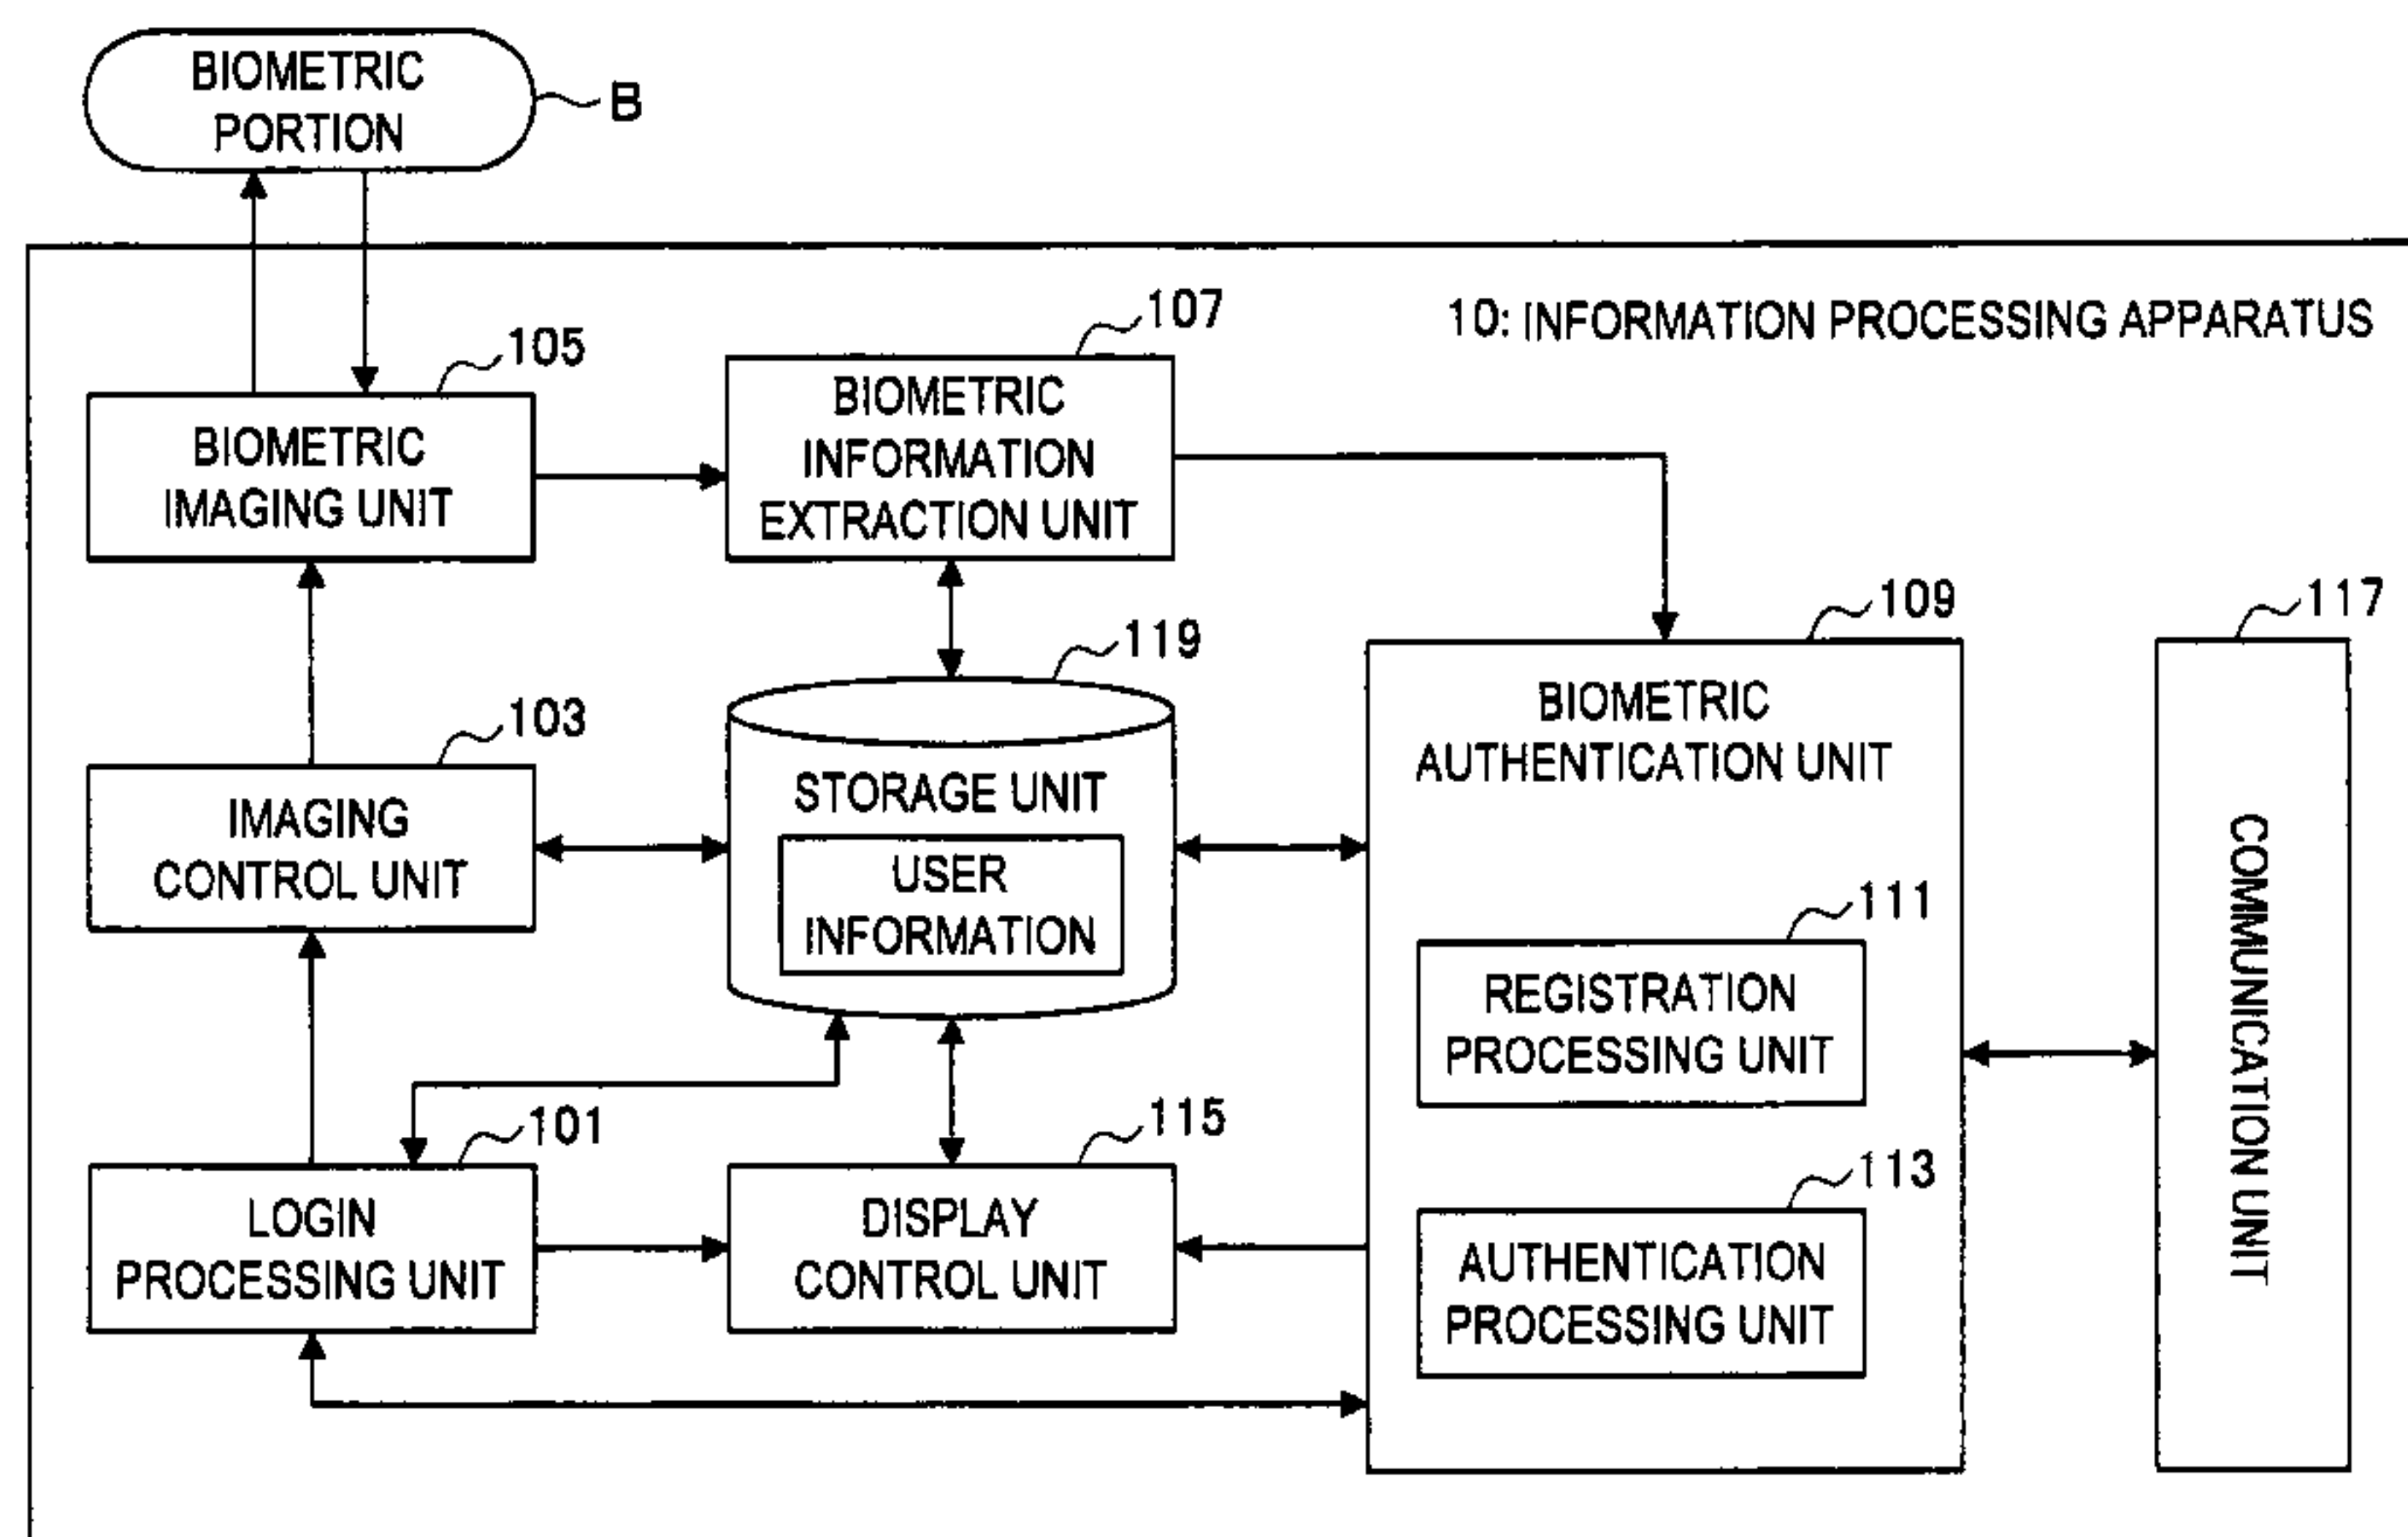 BIOMETRIC
PORTION
B
10: INFORMATION PROCESSING APPARATUS
105
BIOMETRIC
IMAGING UNIT
107
BIOMETRIC
INFORMATION
EXTRACTION UNIT
103
IMAGING
CONTROL UNIT
119
STORAGE UNIT
USER
INFORMATION
109
BIOMETRIC
AUTHENTICATION UNIT
111
REGISTRATION
PROCESSING UNIT
113
AUTHENTICATION
PROCESSING UNIT
117
COMMUNICATION UNIT
101
LOGIN
PROCESSING UNIT
115
DISPLAY
CONTROL UNIT